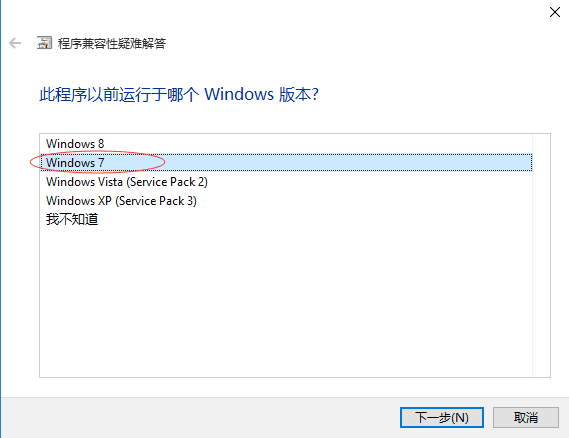 程序兼容性疑难解答
此程序以前运行于哪个 Windows 版本?
Windows 8
Windows 7
Windows Vista (Service Pack 2)
Windows XP (Service Pack 3)
我不知道
下一步(N)
取消